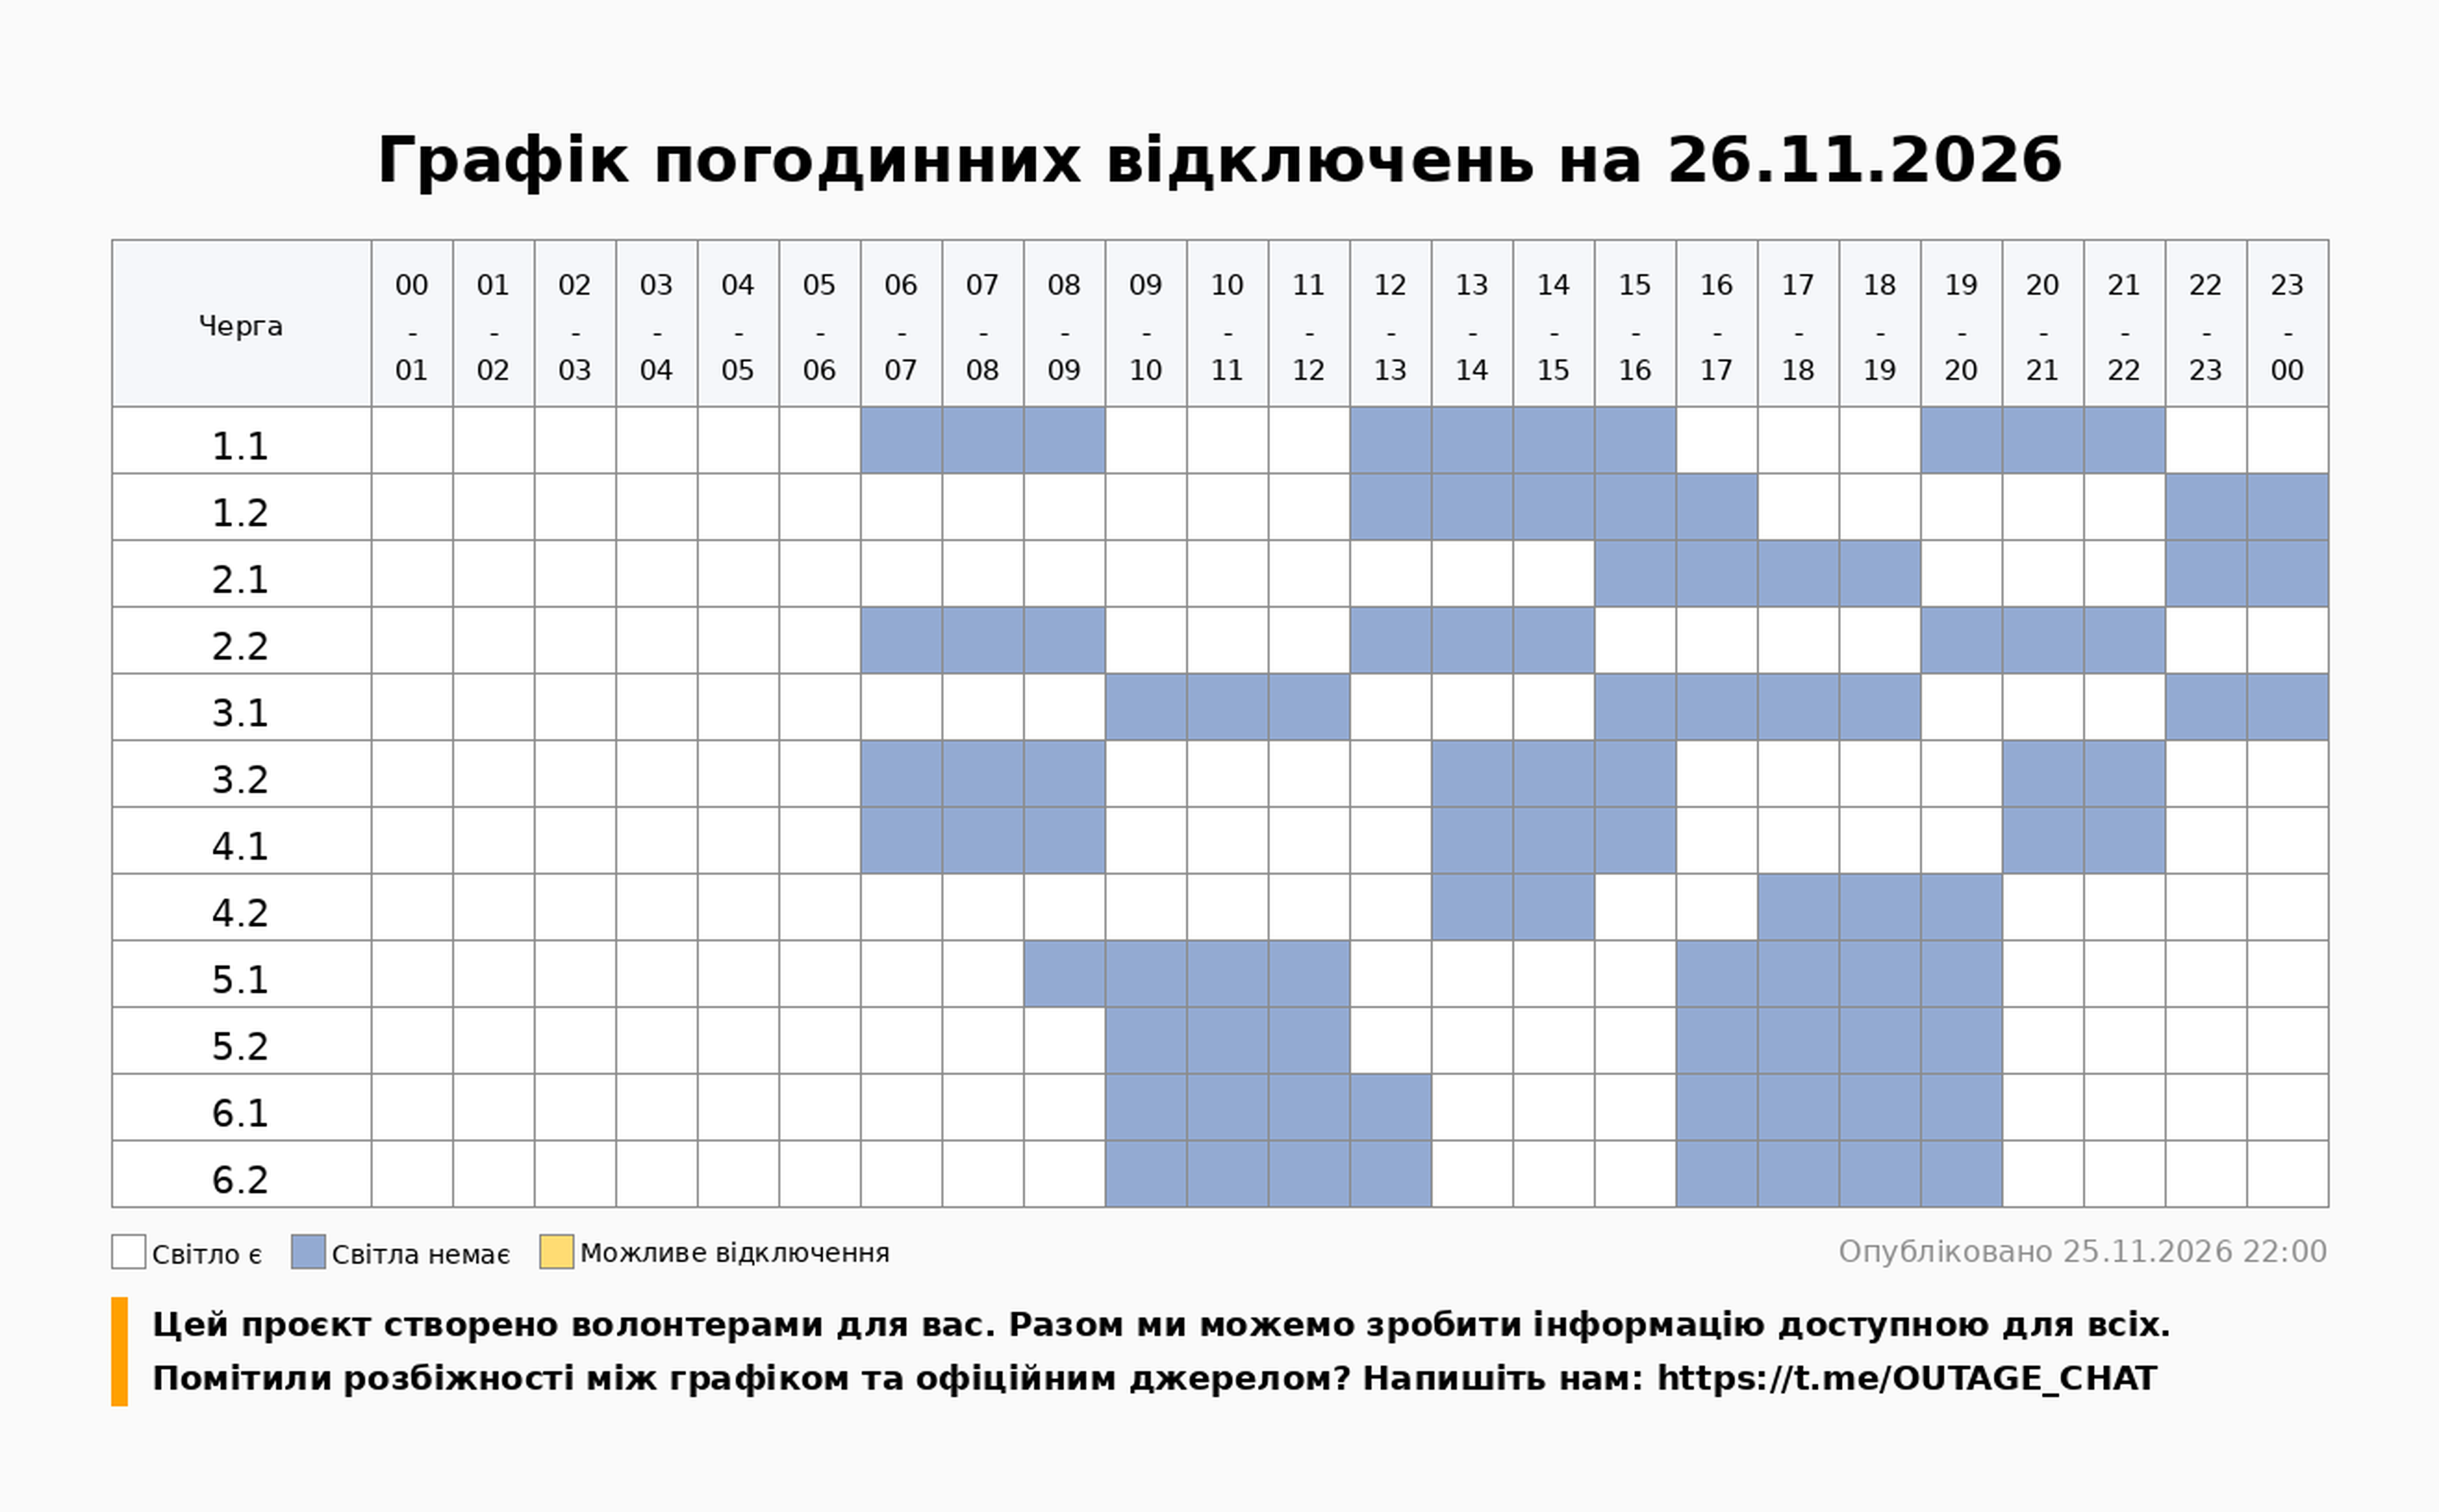 Графік погодинних відключень на 26.11.2026
Черга
00 - 01
01 - 02
02 - 03
03 - 04
04 - 05
05 - 06
06 - 07
07 - 08
08 - 09
09 - 10
10 - 11
11 - 12
12 - 13
13 - 14
14 - 15
15 - 16
16 - 17
17 - 18
18 - 19
19 - 20
20 - 21
21 - 22
22 - 23
23 - 00
1.1
1.2
2.1
2.2
3.1
3.2
4.1
4.2
5.1
5.2
6.1
6.2
Світло є
Світла немає
Можливе відключення
Опубліковано 25.11.2026 22:00
Цей проєкт створено волонтерами для вас. Разом ми можемо зробити інформацію доступною для всіх.
Помітили розбіжності між графіком та офіційним джерелом? Напишіть нам: https://t.me/OUTAGE_CHAT